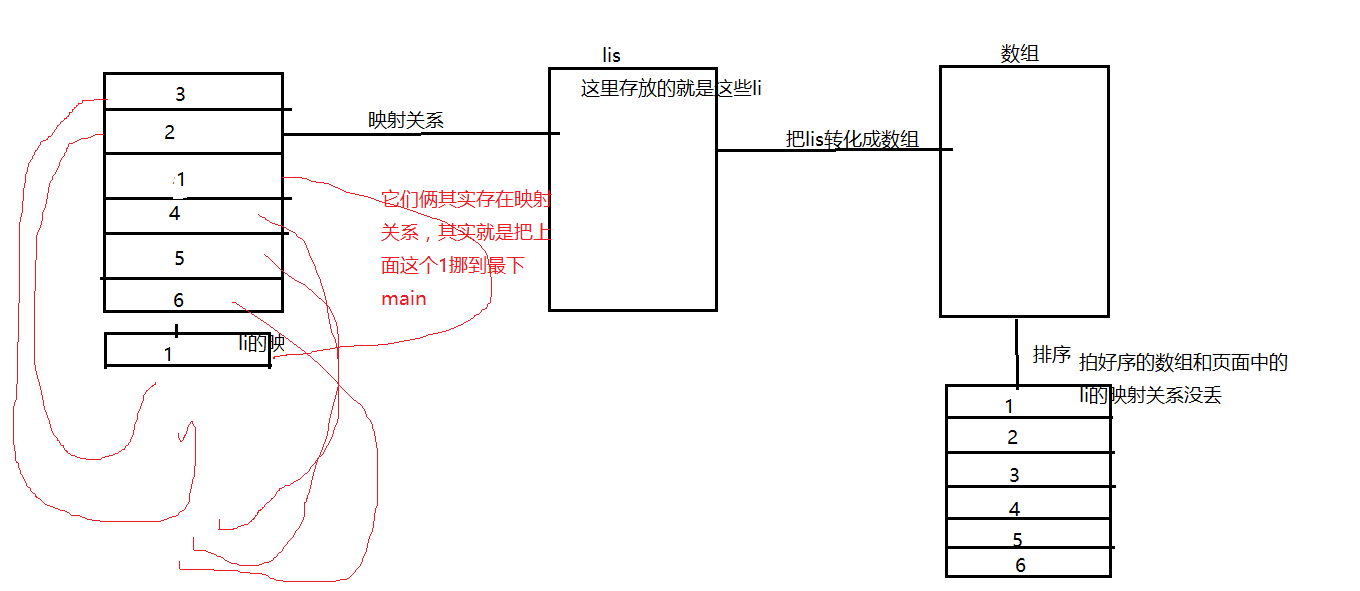 3
2
1
4
5
6
1
li的映
映射关系
它们俩其实存在映射
关系，其实就是把上
面这个1挪到最下
main
lis
这里存放的就是这些li
把lis转化成数组
数组
排序
拍好序的数组和页面中的
li的映射关系没丢
1
2
3
4
5
6